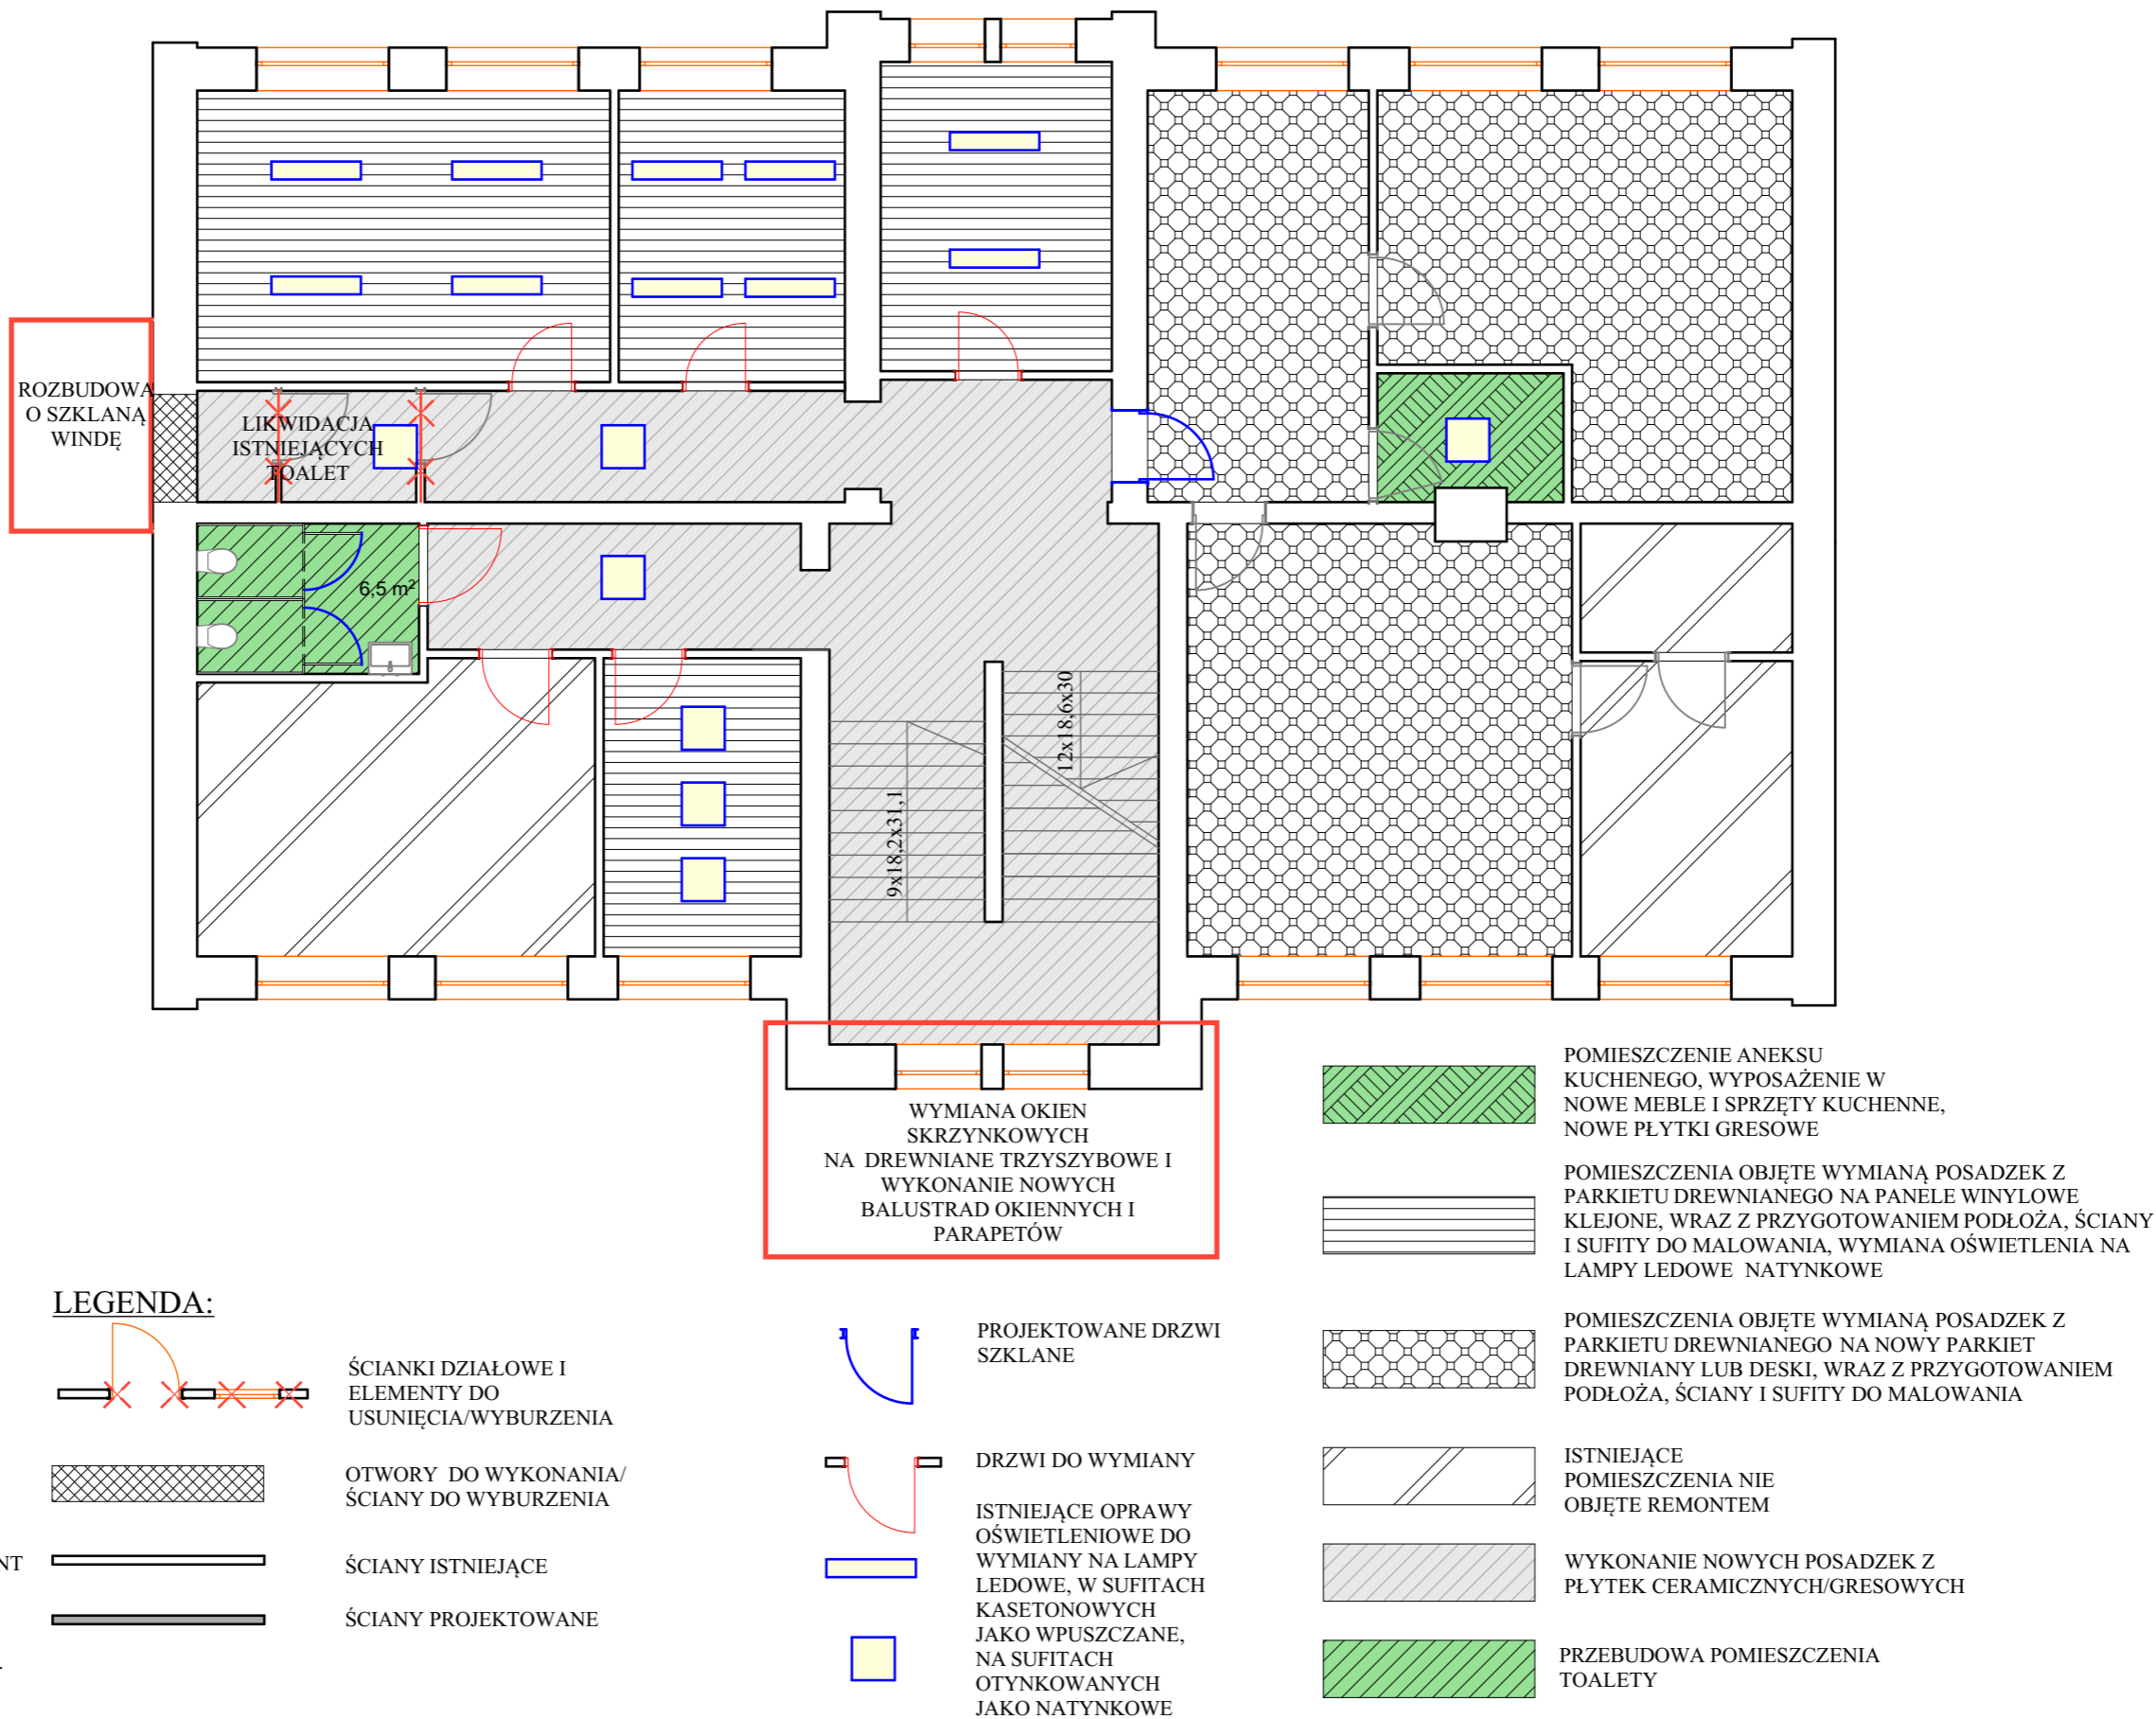 ROZBUDOWA
O SZKLANĄ
WINDĘ
LIKWIDACJA
ISTNIEJĄCYCH
TOALET
6,5 m²
9x18,2x31,1
12x18,6x30
WYMIANA OKIEN
SKRZYNKOWYCH
NA DREWNIANE TRZYSZYBOWE I
WYKONANIE NOWYCH
BALUSTRAD OKIENNYCH I
PARAPETÓW
LEGENDA:
ŚCIANKI DZIAŁOWE I
ELEMENTY DO
USUNIĘCIA/WYBURZENIA
OTWORY DO WYKONANIA/
ŚCIANY DO WYBURZENIA
NT
ŚCIANY ISTNIEJĄCE
ŚCIANY PROJEKTOWANE
PROJEKTOWANE DRZWI
SZKLANE
DRZWI DO WYMIANY
ISTNIEJĄCE OPRAWY
OŚWIETLENIOWE DO
WYMIANY NA LAMPY
LEDOWE, W SUFITACH
KASETONOWYCH
JAKO WPUSZCZANE,
NA SUFITACH
OTYNKOWANYCH
JAKO NATYNKOWE
POMIESZCZENIE ANEKSU
KUCHENEGO, WYPOSAŻENIE W
NOWE MEBLE I SPRZĘTY KUCHENNE,
NOWE PŁYTKI GRESOWE
POMIESZCZENIA OBJĘTE WYMIANĄ POSADZEK Z
PARKIETU DREWNIANEGO NA PANELE WINYLOWE
KLEJONE, WRAZ Z PRZYGOTOWANIEM PODŁOŻA, ŚCIANY
I SUFITY DO MALOWANIA, WYMIANA OŚWIETLENIA NA
LAMPY LEDOWE NATYNKOWE
POMIESZCZENIA OBJĘTE WYMIANĄ POSADZEK Z
PARKIETU DREWNIANEGO NA NOWY PARKIET
DREWNIANY LUB DESKI, WRAZ Z PRZYGOTOWANIEM
PODŁOŻA, ŚCIANY I SUFITY DO MALOWANIA
ISTNIEJĄCE
POMIESZCZENIA NIE
OBJĘTE REMONTEM
WYKONANIE NOWYCH POSADZEK Z
PŁYTEK CERAMICZNYCH/GRESOWYCH
PRZEBUDOWA POMIESZCZENIA
TOALETY